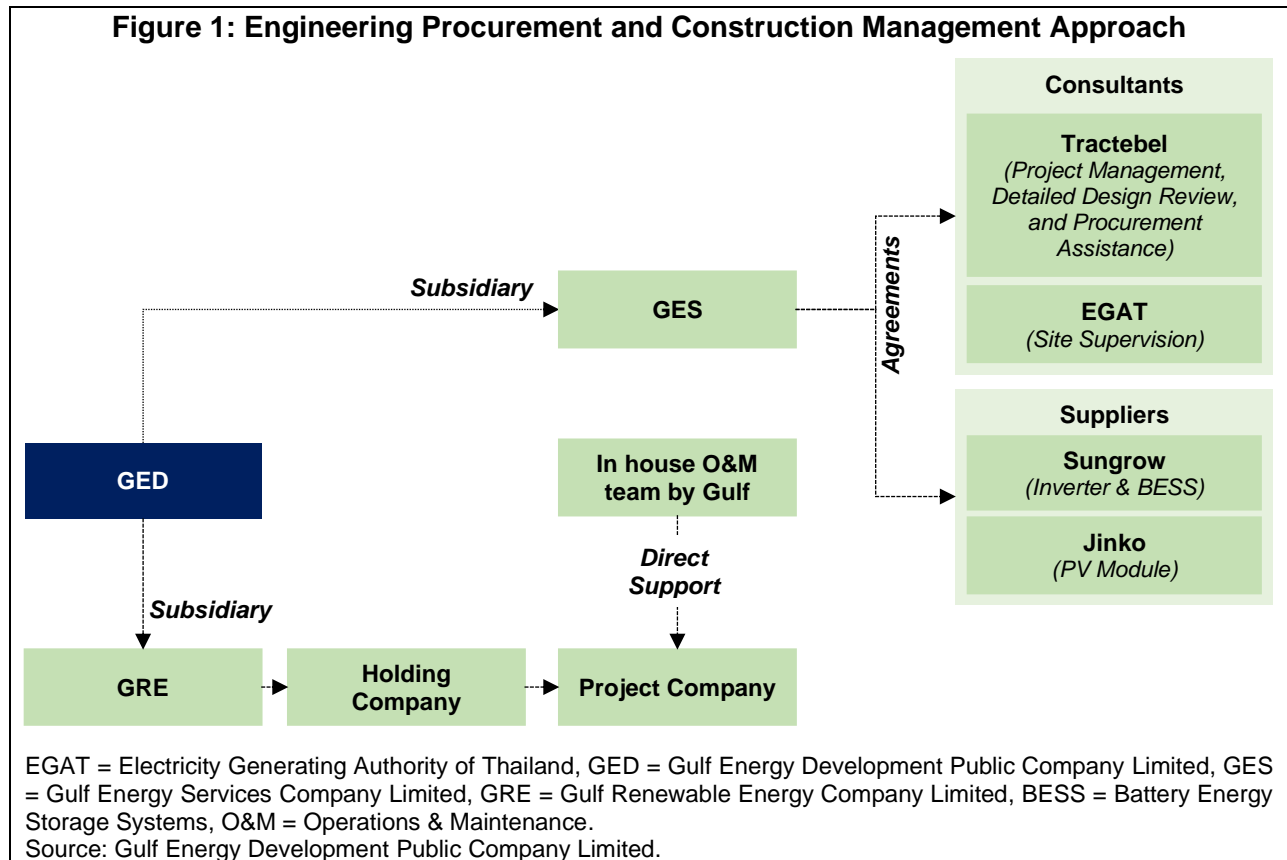 Figure 1: Engineering Procurement and Construction Management Approach
Consultants
Tractebel
(Project Management,
Detailed Design Review,
and Procurement
Assistance)
Subsidiary
GES
Agreements
EGAT
(Site Supervision)
Suppliers
Sungrow
(Inverter & BESS)
Jinko
(PV Module)
GED
In house O&M
team by Gulf
Direct
Support
Subsidiary
GRE
Holding
Company
Project Company
EGAT = Electricity Generating Authority of Thailand, GED = Gulf Energy Development Public Company Limited, GES
= Gulf Energy Services Company Limited, GRE = Gulf Renewable Energy Company Limited, BESS = Battery Energy
Storage Systems, O&M = Operations & Maintenance.
Source: Gulf Energy Development Public Company Limited.